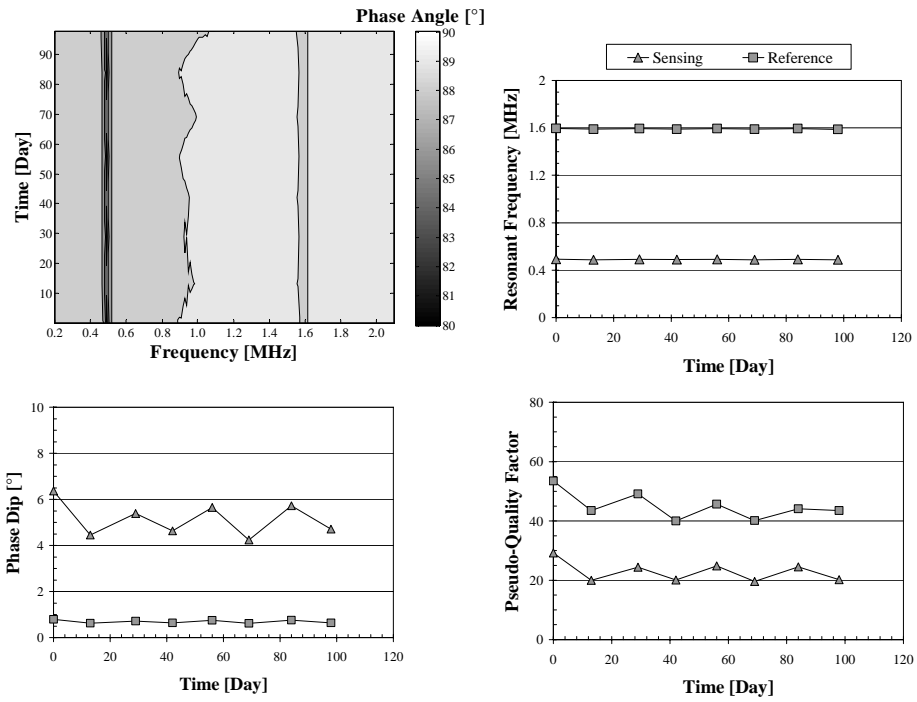 Phase Angle [°]
90
80
70
60
50
40
30
20
10
Time [Day]
0.2 0.4 0.6 0.8 1.0 1.2 1.4 1.6 1.8 2.0
Frequency [MHz]
90
89
88
87
86
85
84
83
82
81
80
Sensing Reference
2
1.6
1.2
0.8
0.4
0
Resonant Frequency [MHz]
0 20 40 60 80 100 120
Time [Day]
10
8
6
4
2
0
Phase Dip [°]
0 20 40 60 80 100 120
Time [Day]
80
60
40
20
0
Pseudo-Quality Factor
0 20 40 60 80 100 120
Time [Day]